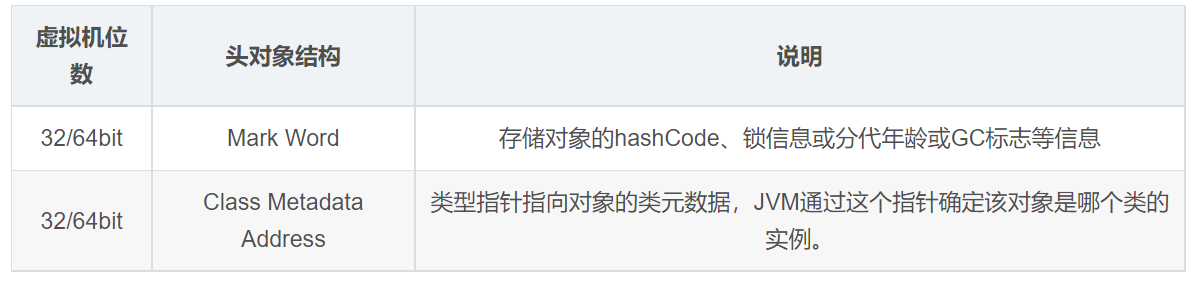 虚拟机位
数
头对象结构
说明
32/64bit
Mark Word
存储对象的hashCode、锁信息或分代年龄或GC标志等信息
32/64bit
Class Metadata
Address
类型指针指向对象的类元数据，JVM通过这个指针确定该对象是哪个类的
实例。